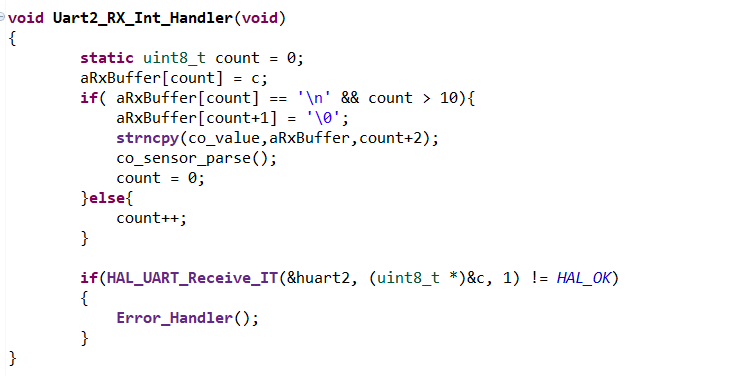 void Uart2_RX_Int_Handler(void)
{
static uint8_t count = 0;
aRxBuffer[count] = c;
if( aRxBuffer[count] == '\n' && count > 10){
aRxBuffer[count+1] = '\0';
strncpy(co_value,aRxBuffer,count+2);
co_sensor_parse();
count = 0;
}else{
count++;
}
if(HAL_UART_Receive_IT(&huart2, (uint8_t *)&c, 1) != HAL_OK)
{
Error_Handler();
}
}